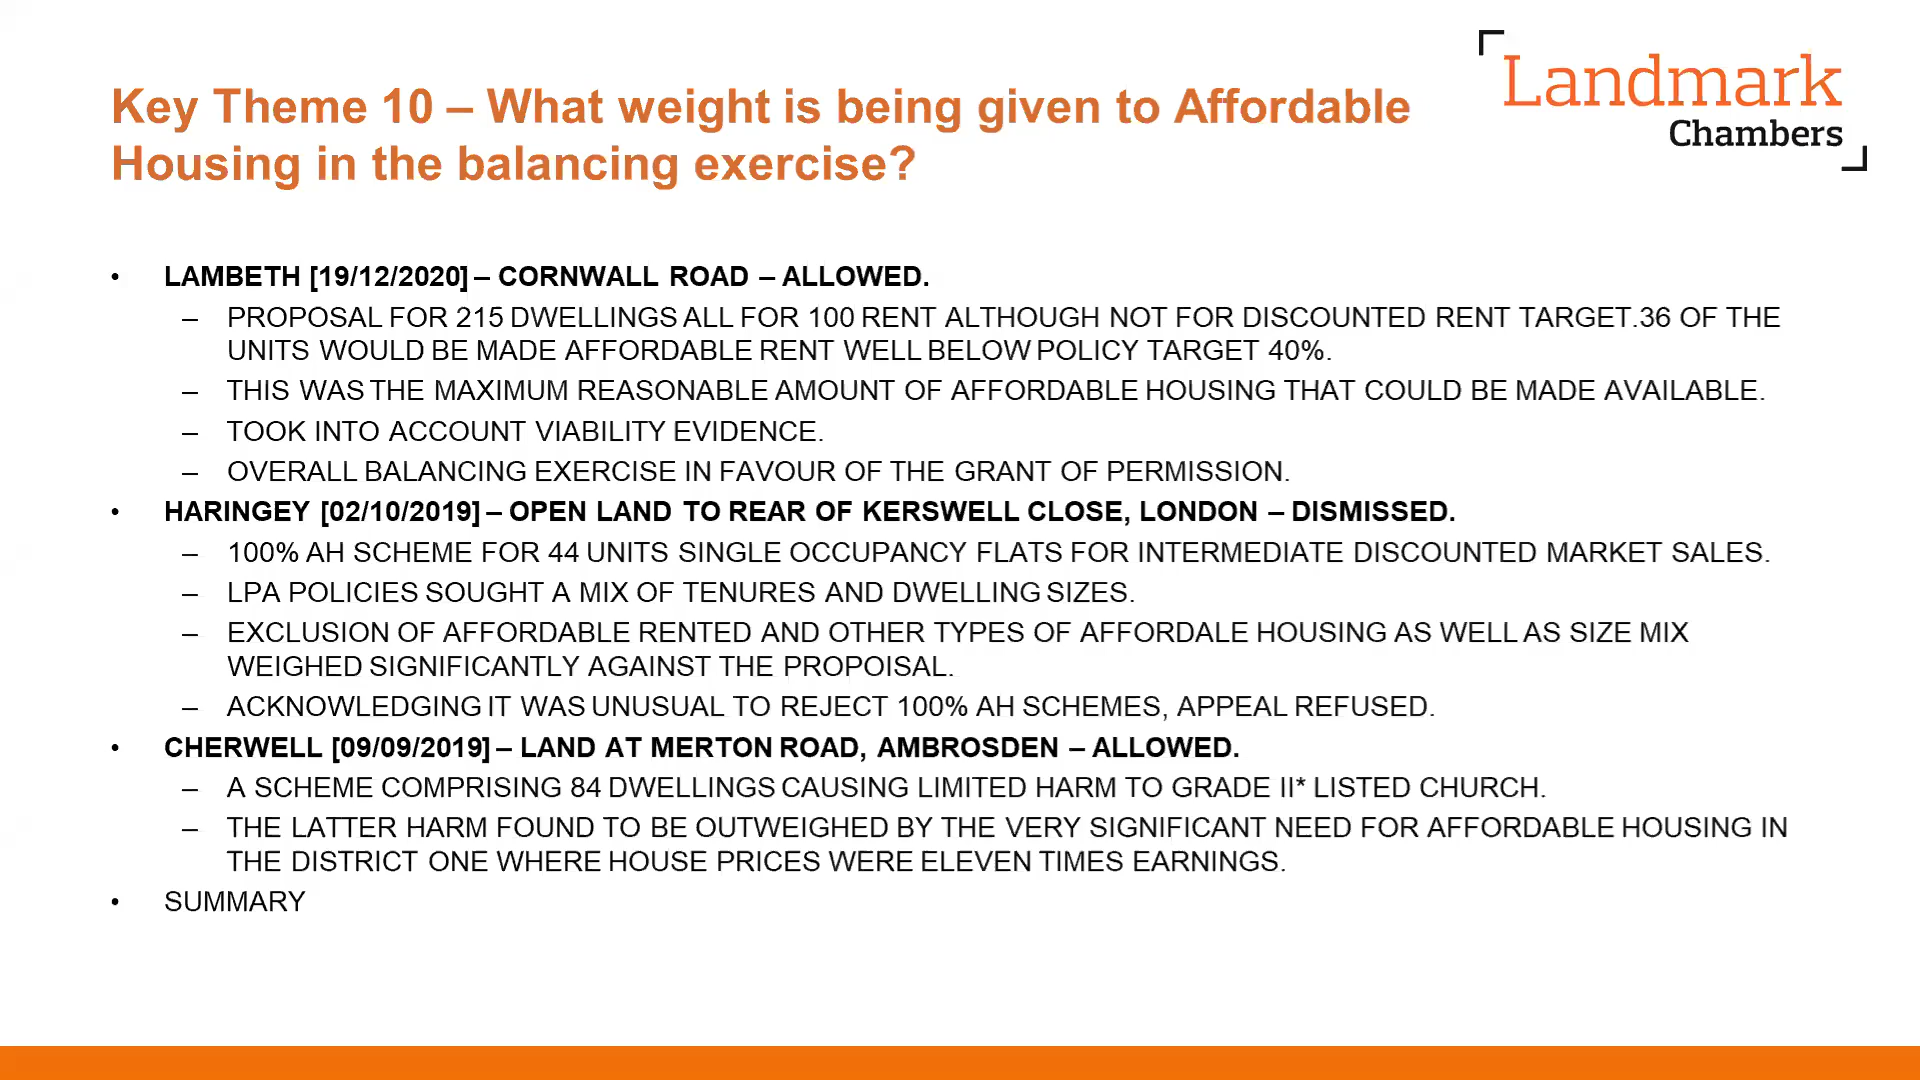 Landmark
Chambers
Key Theme 10 – What weight is being given to Affordable
Housing in the balancing exercise?
• LAMBETH [19/12/2020] – CORNWALL ROAD – ALLOWED.
– PROPOSAL FOR 215 DWELLINGS ALL FOR 100 RENT ALTHOUGH NOT FOR DISCOUNTED RENT TARGET.36 OF THE
UNITS WOULD BE MADE AFFORDABLE RENT WELL BELOW POLICY TARGET 40%.
– THIS WAS THE MAXIMUM REASONABLE AMOUNT OF AFFORDABLE HOUSING THAT COULD BE MADE AVAILABLE.
– TOOK INTO ACCOUNT VIABILITY EVIDENCE.
– OVERALL BALANCING EXERCISE IN FAVOUR OF THE GRANT OF PERMISSION.
• HARINGEY [02/10/2019] – OPEN LAND TO REAR OF KERSWELL CLOSE, LONDON – DISMISSED.
– 100% AH SCHEME FOR 44 UNITS SINGLE OCCUPANCY FLATS FOR INTERMEDIATE DISCOUNTED MARKET SALES.
– LPA POLICIES SOUGHT A MIX OF TENURES AND DWELLING SIZES.
– EXCLUSION OF AFFORDABLE RENTED AND OTHER TYPES OF AFFORDALE HOUSING AS WELL AS SIZE MIX
WEIGHED SIGNIFICANTLY AGAINST THE PROPOISAL.
– ACKNOWLEDGING IT WAS UNUSUAL TO REJECT 100% AH SCHEMES, APPEAL REFUSED.
• CHERWELL [09/09/2019] – LAND AT MERTON ROAD, AMBROSDEN – ALLOWED.
– A SCHEME COMPRISING 84 DWELLINGS CAUSING LIMITED HARM TO GRADE II* LISTED CHURCH.
– THE LATTER HARM FOUND TO BE OUTWEIGHED BY THE VERY SIGNIFICANT NEED FOR AFFORDABLE HOUSING IN
THE DISTRICT ONE WHERE HOUSE PRICES WERE ELEVEN TIMES EARNINGS.
• SUMMARY